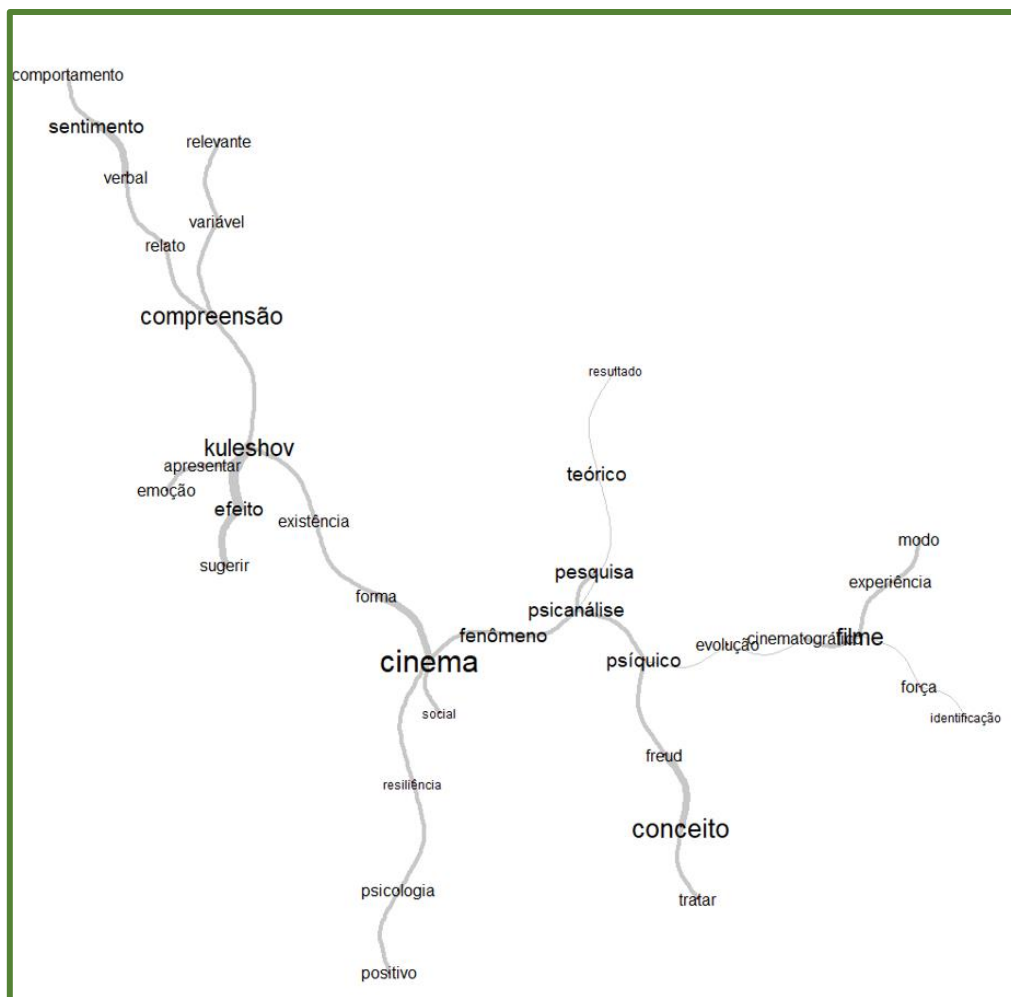 comportamento
sentimento
relevante
verbal
variável
relato
compreensão
resultado
kuleshov
apresentar
teórico
emoção
efeito
existência
modo
sugerir
pesquisa
experiência
forma
psicanálise
fenômeno
filme
cinematográfico
evolução
cinema
psíquico
força
social
identificação
freud
resiliência
conceito
psicologia
tratar
positivo